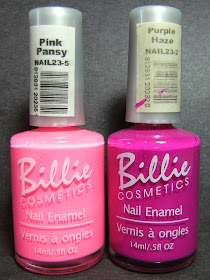 Pink
Pansy
NAIL23-5
Billie
COSMETICS
Nail Enamel
Vernis à ongles
14ml/.5fl OZ
Purple
Haze
NAIL23-2
Billie
COSMETICS
Nail Enamel
Vernis à ongles
14ml/.5fl OZ